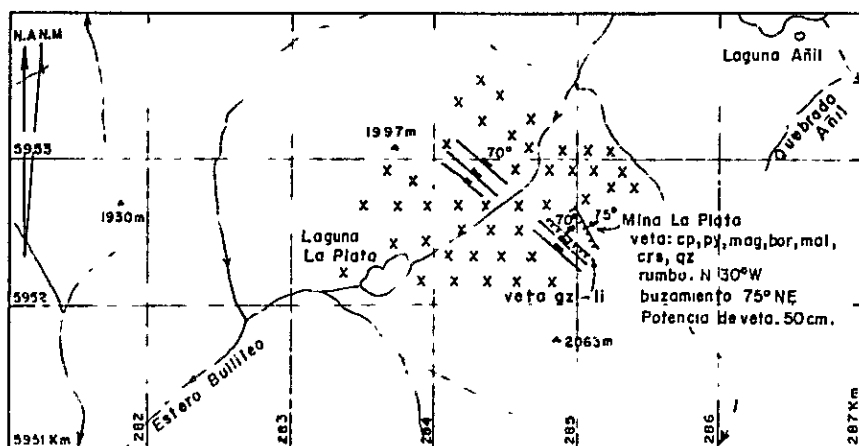 N.A N.M
Laguna Añil
Quebrada
Añil
1997m
70°
5953
1930m
70°
75°
Mina La Plata
veta: cp, py, mag, bor, mal,
crs, qz
rumbo. N 30°W
buzamiento 75° NE
Potencia de veta. 50 cm.
Laguna
La Plata
5952
veta qz-li
2063m
Estero Bullileo
5951 Km
282
283
284
285
286
287 Km